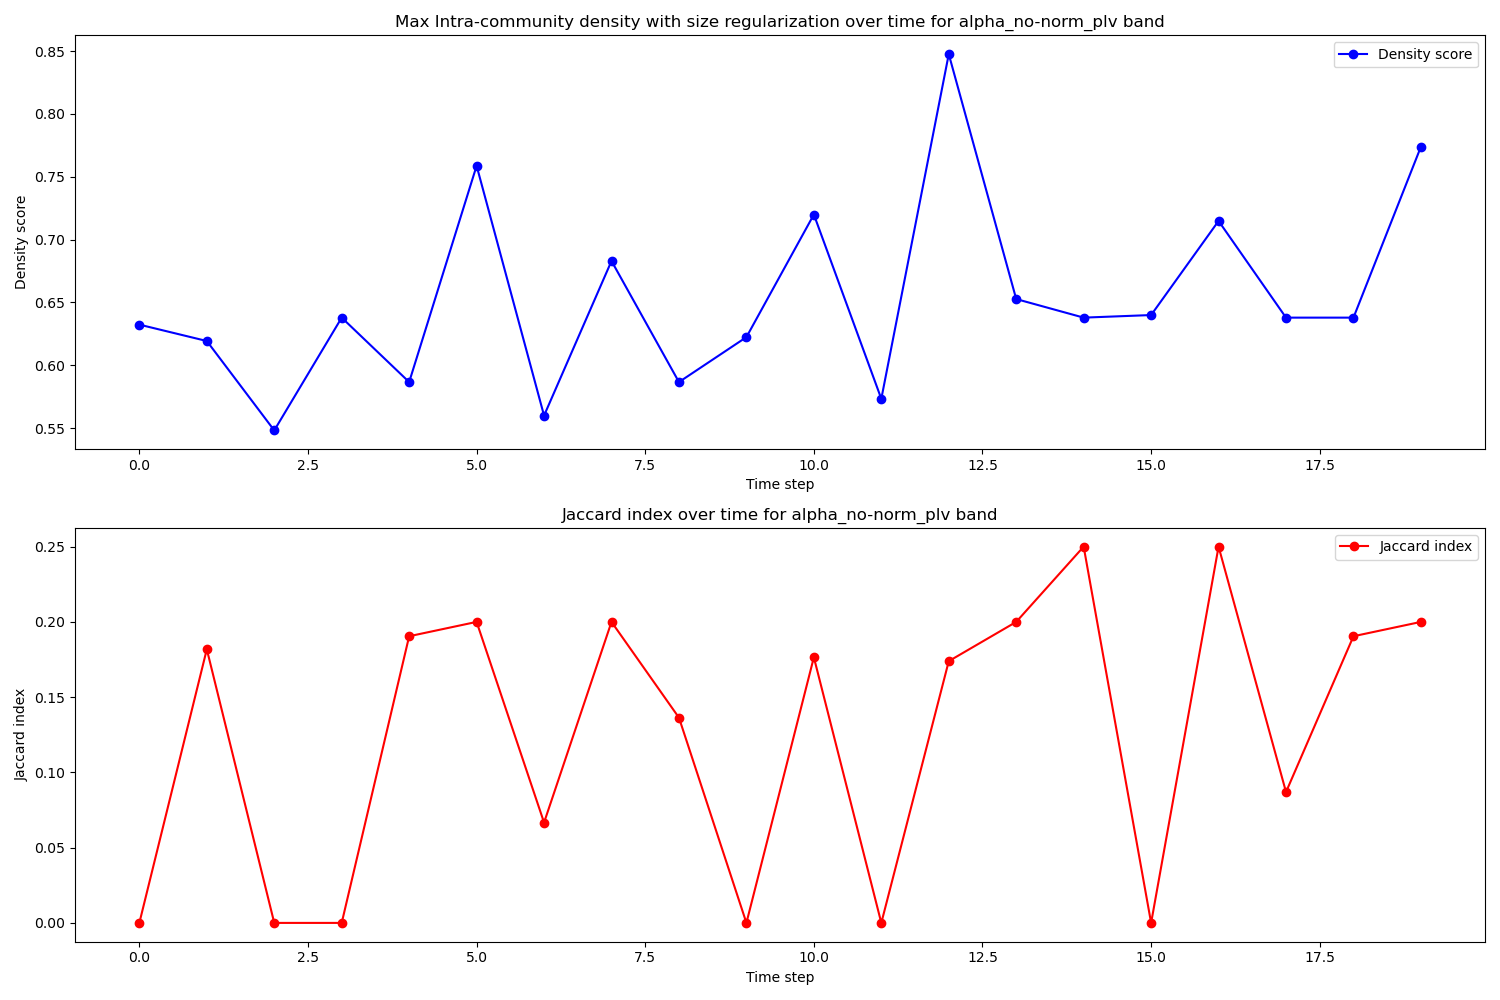 Max Intra-community density with size regularization over time for alpha_no-norm_plv band
Density score
0.85
0.80
0.75
0.70
0.65
0.60
0.55
Density score
0.0 2.5 5.0 7.5 10.0 12.5 15.0 17.5
Time step
Jaccard index over time for alpha_no-norm_plv band
Jaccard index
0.25
0.20
0.15
0.10
0.05
0.00
Jaccard index
0.0 2.5 5.0 7.5 10.0 12.5 15.0 17.5
Time step